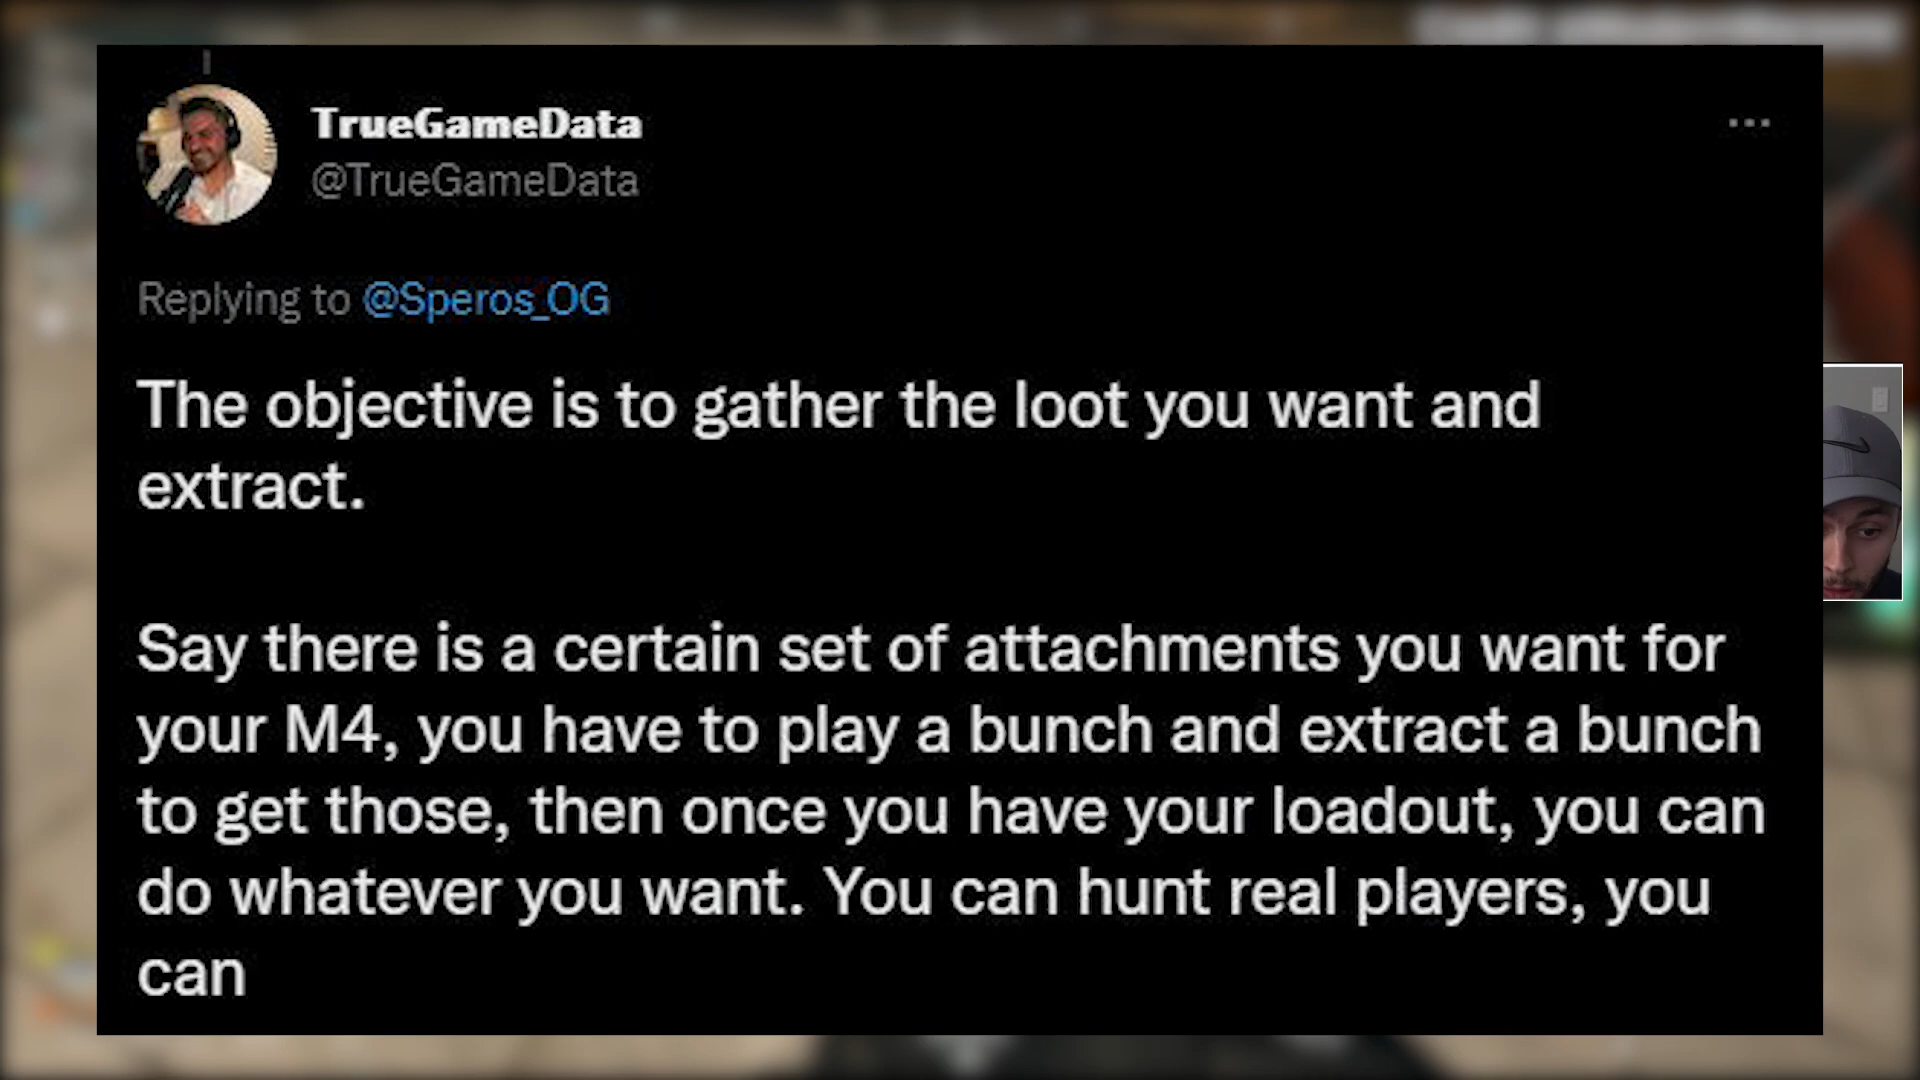 TrueGameData
@TrueGameData
Replying to @Speros_OG
The objective is to gather the loot you want and
extract.
Say there is a certain set of attachments you want for
your M4, you have to play a bunch and extract a bunch
to get those, then once you have your loadout, you can
do whatever you want. You can hunt real players, you
can